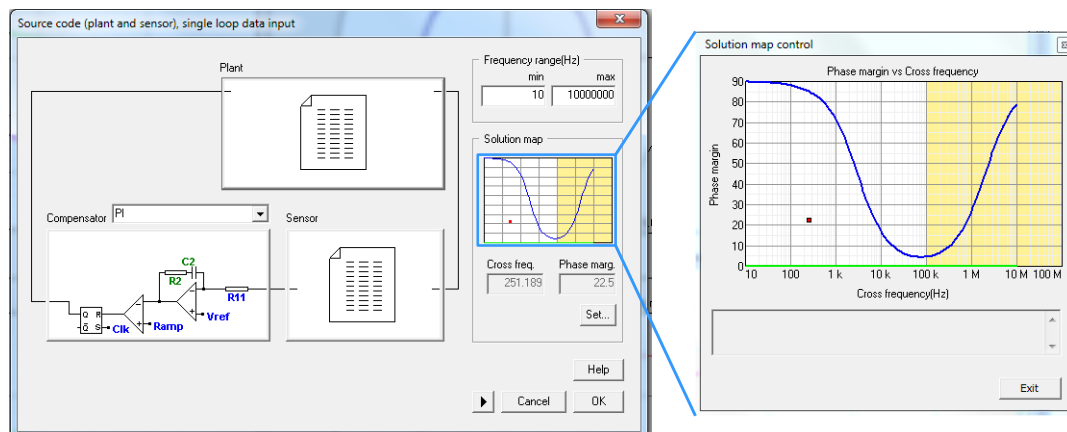 Source code (plant and sensor), single loop data input
Plant
Frequency range(Hz)
min max
10 10000000
Solution map
Compensator PI
Sensor
C2
R2
R11
Vref
Ramp
Clk
Q R
Q̅ S
Cross freq. Phase marg.
251.189 22.5
Set...
Help
Cancel OK
Solution map control
Phase margin vs Cross frequency
Phase margin
90
80
70
60
50
40
30
20
10
0
10 100 1 k 10 k 100 k 1 M 10 M 100 M
Cross frequency(Hz)
Exit